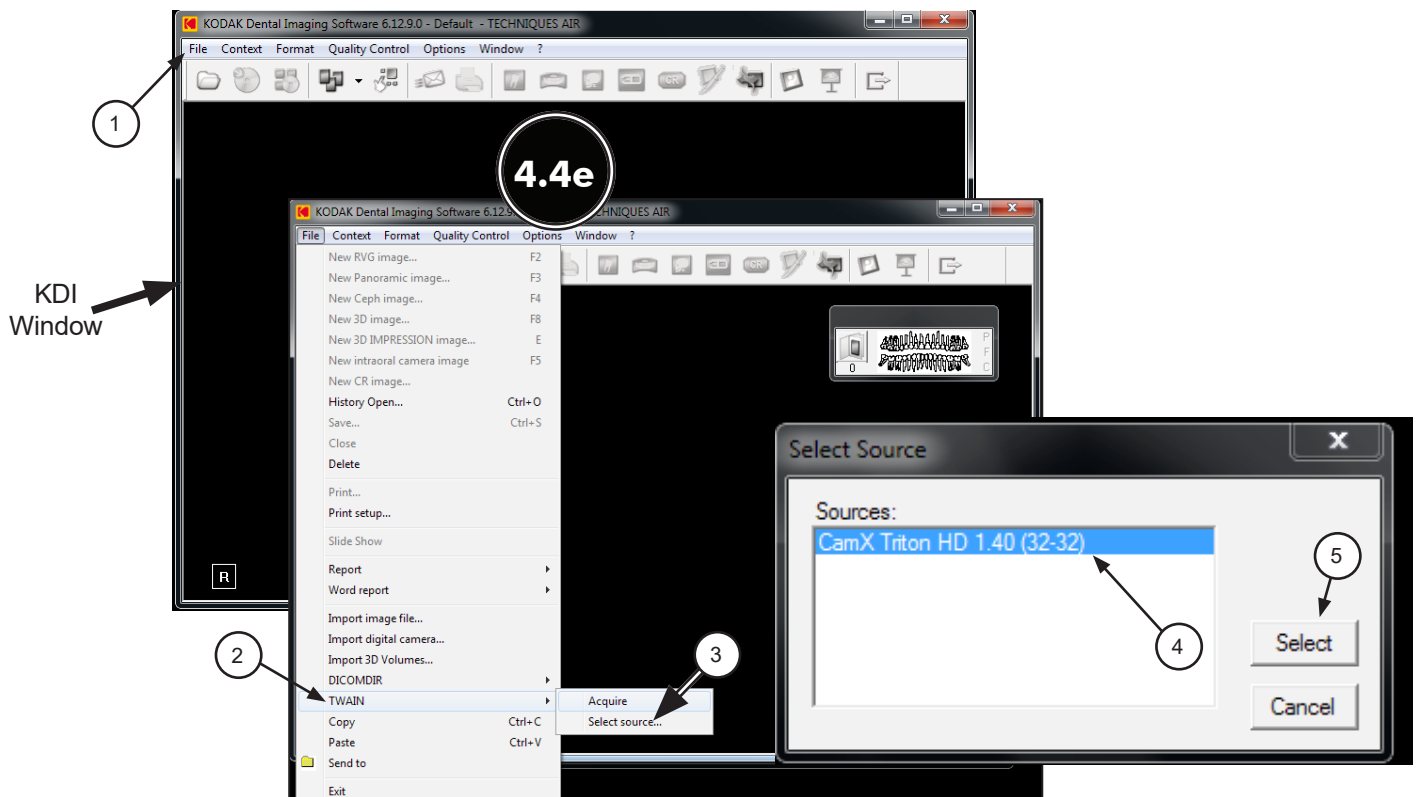 KODAK Dental Imaging Software 6.12.9.0 - Default - TECHNIQUES AIR
File Context Format Quality Control Options Window ?
CR
1
4.4e
KDI
Window
R
KODAK Dental Imaging Software 6.12.9 HNIQUES AIR
File Context Format Quality Control Options Window ?
CR
New RVG image... F2
New Panoramic image... F3
New Ceph image... F4
New 3D image... F8
New 3D IMPRESSION image... E
New intraoral camera image F5
New CR image...
History Open... Ctrl+O
Save... Ctrl+S
Close
Delete
Print...
Print setup...
Slide Show
Report
Word report
Import image file...
Import digital camera...
Import 3D Volumes...
DICOMDIR
TWAIN
Copy Ctrl+C
Paste Ctrl+V
Send to
Exit
2
Acquire
Select source...
3
0
P
F
C
Select Source
x
Sources:
CamX Triton HD 1.40 (32-32)
4
5
Select
Cancel